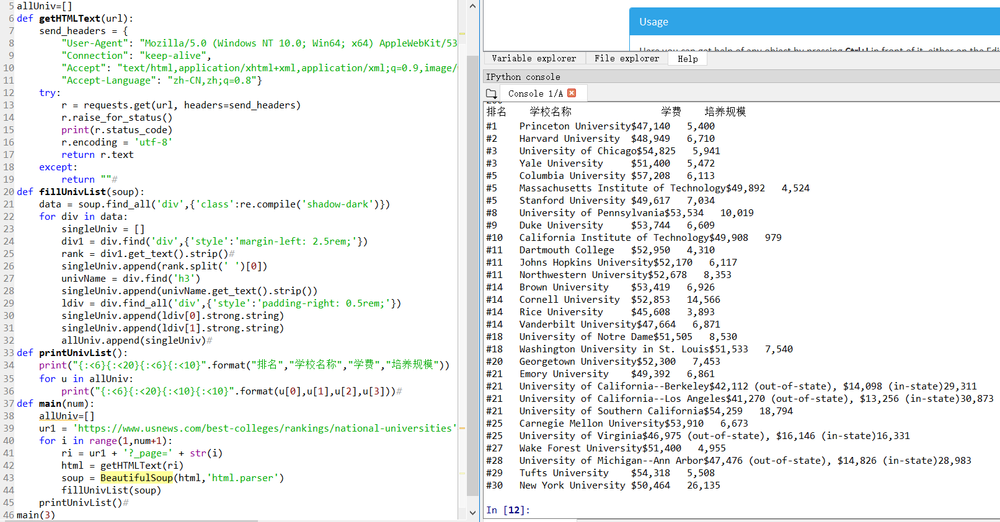 5 allUniv=[]
6 def getHTMLText(url):
7     send_headers = {
8         "User-Agent": "Mozilla/5.0 (Windows NT 10.0; Win64; x64) AppleWebKit/53
9         "Connection": "keep-alive",
10         "Accept": "text/html,application/xhtml+xml,application/xml;q=0.9,image/
11         "Accept-Language": "zh-CN,zh;q=0.8"}
12     try:
13         r = requests.get(url, headers=send_headers)
14         r.raise_for_status()
15         print(r.status_code)
16         r.encoding = 'utf-8'
17         return r.text
18     except:
19         return ""#
20 def fillUnivList(soup):
21     data = soup.find_all('div',{'class':re.compile('shadow-dark')})
22     for div in data:
23         singleUniv = []
24         div1 = div.find('div',{'style':'margin-left: 2.5rem;'})
25         rank = div1.get_text().strip()#
26         singleUniv.append(rank.split(' ')[0])
27         univName = div.find('h3')
28         singleUniv.append(univName.get_text().strip())
29         ldiv = div.find_all('div',{'style':'padding-right: 0.5rem;'})
30         singleUniv.append(ldiv[0].strong.string)
31         singleUniv.append(ldiv[1].strong.string)
32         allUniv.append(singleUniv)#
33 def printUnivList():
34     print("{:<6}{:<20}{:<6}{:<10}".format("排名","学校名称","学费","培养规模"))
35     for u in allUniv:
36         print("{:<6}{:<20}{:<10}{:<10}".format(u[0],u[1],u[2],u[3]))#
37 def main(num):
38     allUniv=[]
39     ur1 = 'https://www.usnews.com/best-colleges/rankings/national-universities'
40     for i in range(1,num+1):
41         ri = ur1 + '?_page=' + str(i)
42         html = getHTMLText(ri)
43         soup = BeautifulSoup(html,'html.parser')
44         fillUnivList(soup)
45     printUnivList()#
46 main(3)
Usage
Here you can get help of any object by pressing Ctrl+I in front of it, either on the Edi
Variable explorer File explorer Help
IPython console
Console 1/A
排名    学校名称                学费    培养规模
#1    Princeton University$47,140   5,400
#2    Harvard University  $48,949   6,710
#3    University of Chicago$54,825   5,941
#3    Yale University     $51,400   5,472
#5    Columbia University $57,208   6,113
#5    Massachusetts Institute of Technology$49,892   4,524
#5    Stanford University $49,617   7,034
#8    University of Pennsylvania$53,534   10,019
#9    Duke University     $53,744   6,609
#10   California Institute of Technology$49,908   979
#11   Dartmouth College   $52,950   4,310
#11   Johns Hopkins University$52,170   6,117
#11   Northwestern University$52,678   8,353
#14   Brown University    $53,419   6,926
#14   Cornell University  $52,853   14,566
#14   Rice University     $45,608   3,893
#14   Vanderbilt University$47,664   6,871
#18   University of Notre Dame$51,505   8,530
#18   Washington University in St. Louis$51,533   7,540
#20   Georgetown University$52,300   7,453
#21   Emory University    $49,392   6,861
#21   University of California--Berkeley$42,112 (out-of-state), $14,098 (in-state)29,311
#21   University of California--Los Angeles$41,270 (out-of-state), $13,256 (in-state)30,873
#21   University of Southern California$54,259   18,794
#25   Carnegie Mellon University$53,910   6,673
#25   University of Virginia$46,975 (out-of-state), $16,146 (in-state)16,331
#27   Wake Forest University$51,400   4,955
#28   University of Michigan--Ann Arbor$47,476 (out-of-state), $14,826 (in-state)28,983
#29   Tufts University    $54,318   5,508
#30   New York University $50,464   26,135
In [12]: